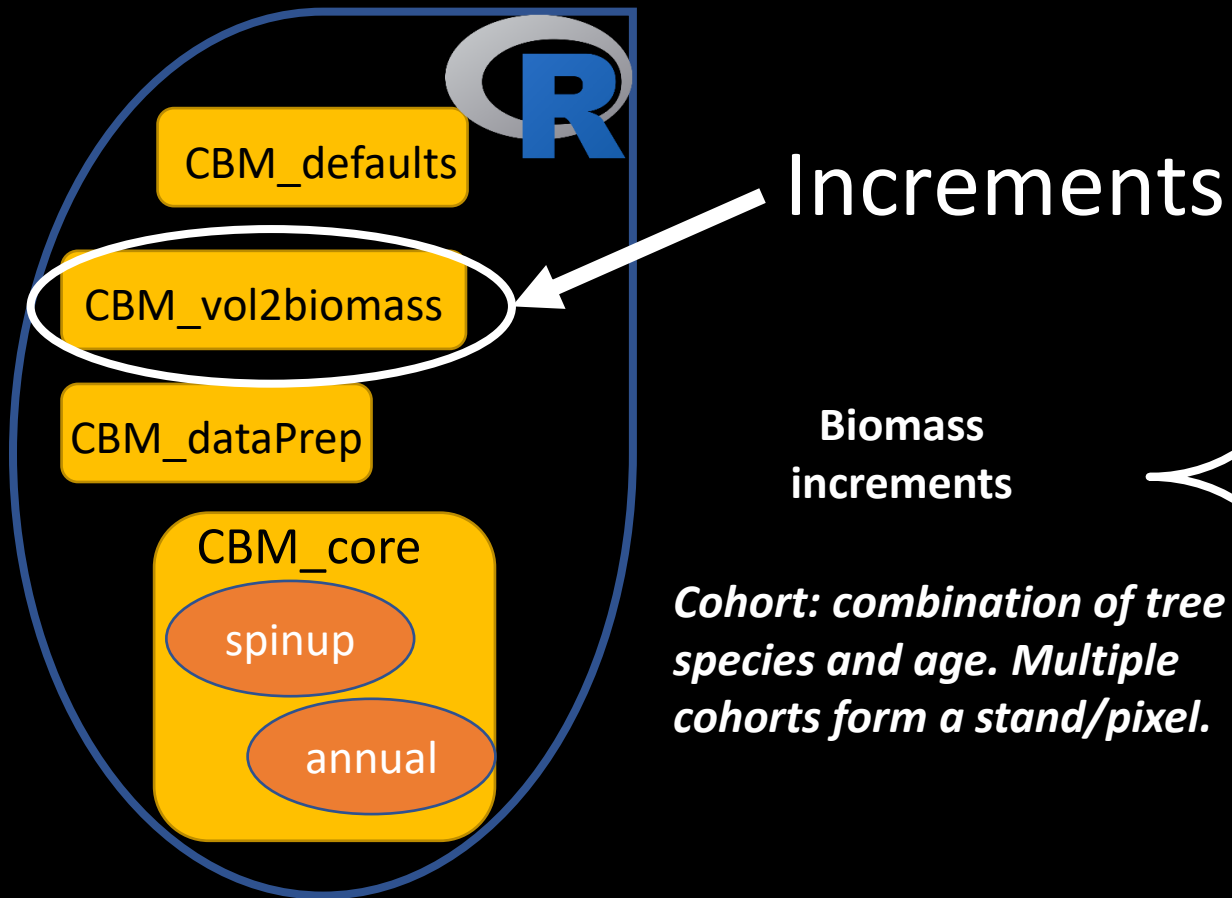 R
CBM_defaults
Increments
CBM_vol2biomass
CBM_dataPrep
Biomass
increments
CBM_core
spinup
annual
Cohort: combination of tree
species and age. Multiple
cohorts form a stand/pixel.